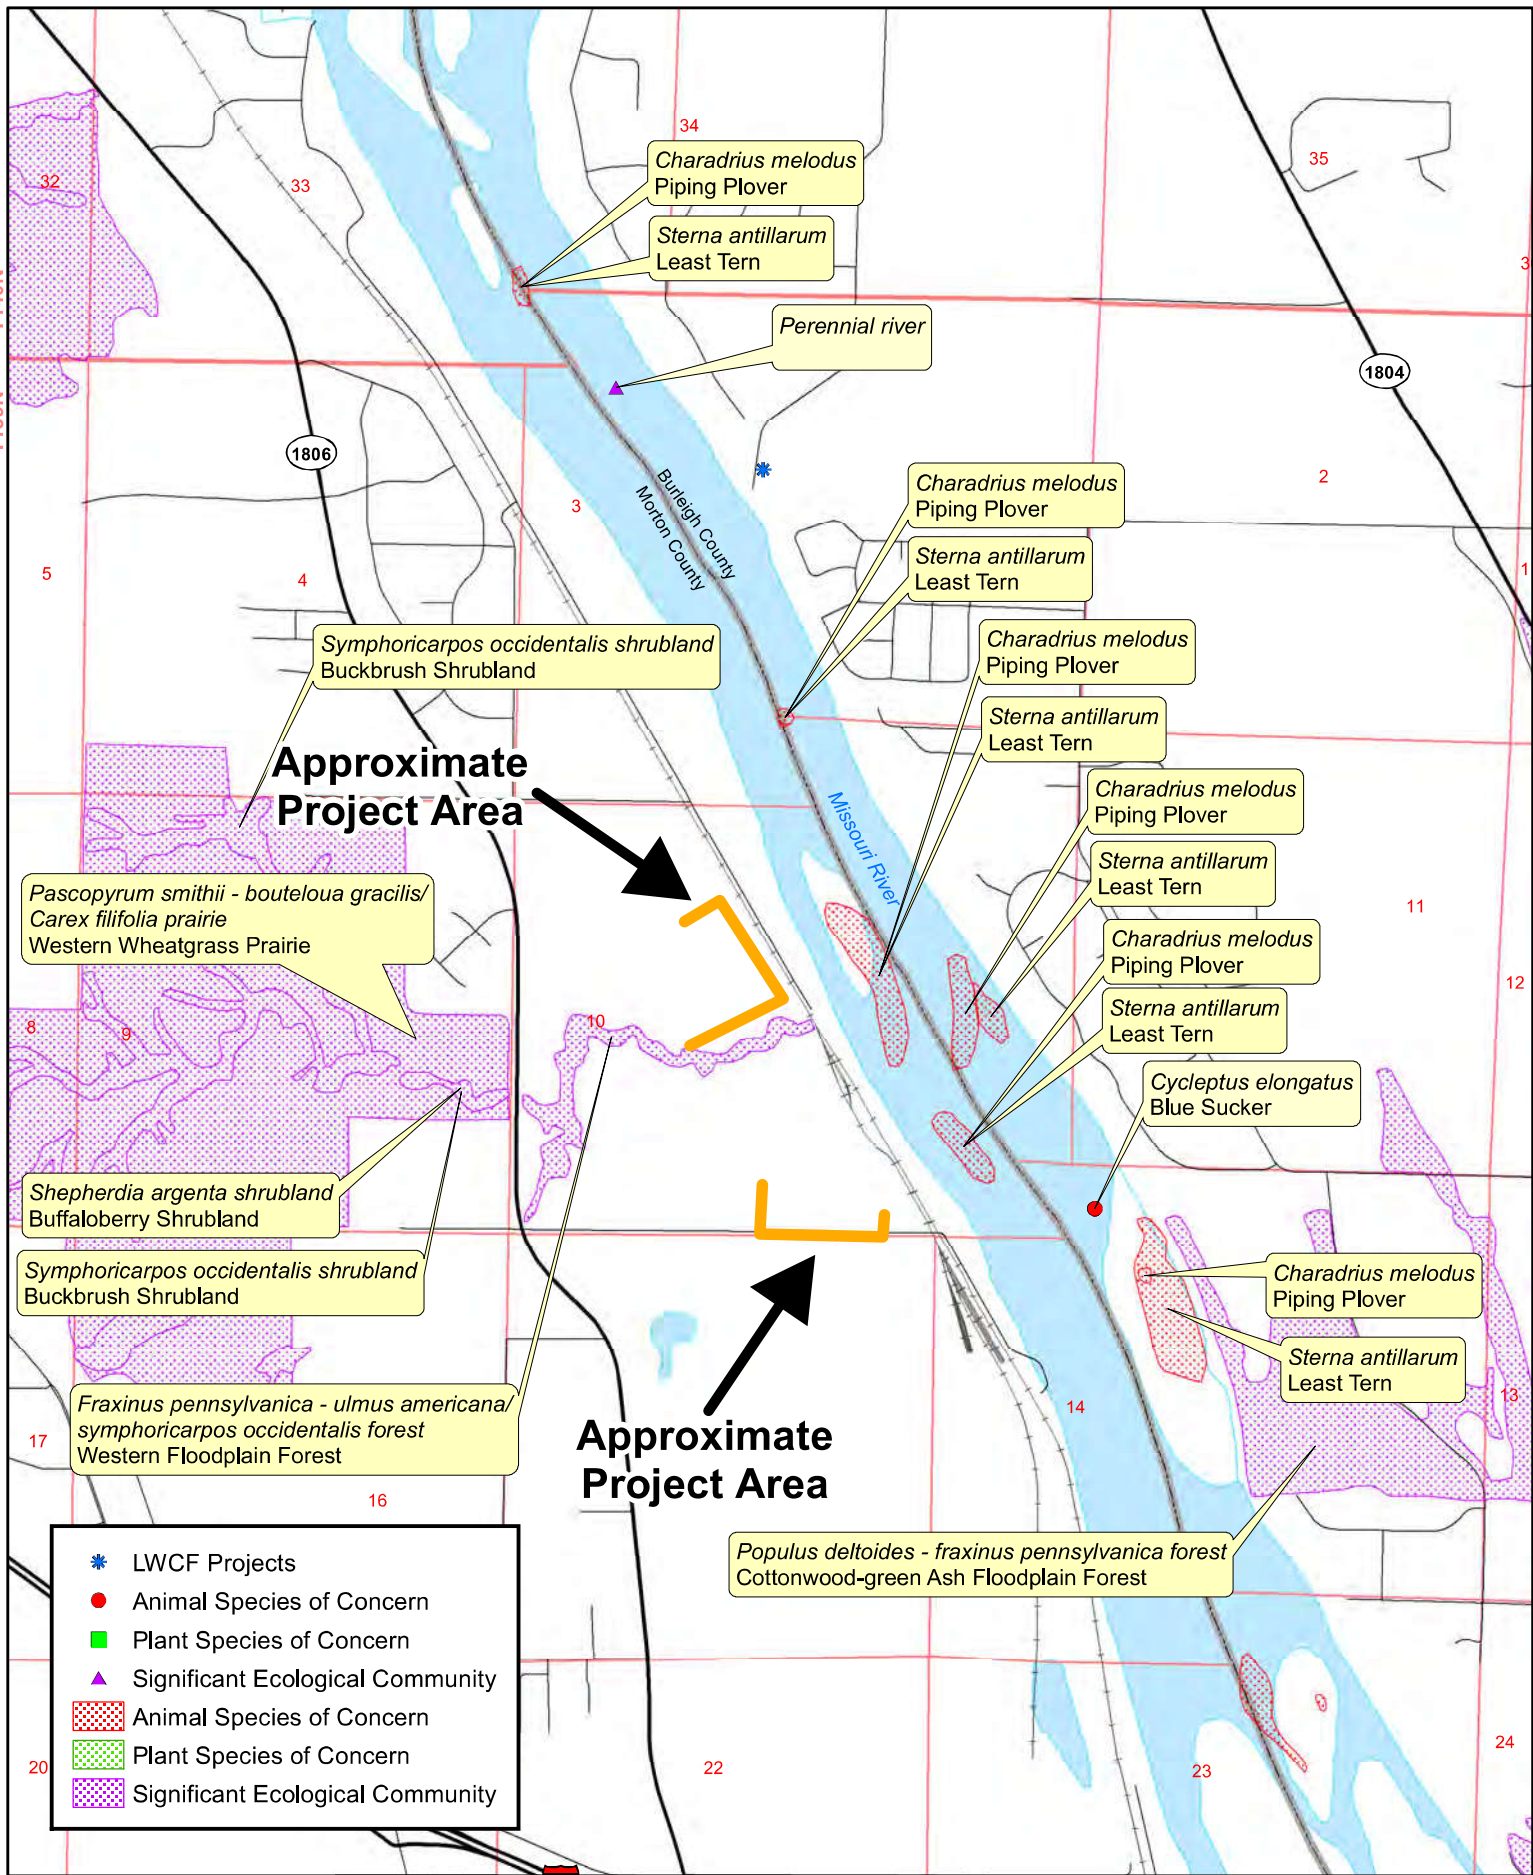 34
35
32
33
Charadrius melodus
Piping Plover
Sterna antillarum
Least Tern
3
Perennial river
1804
1806
Charadrius melodus
Piping Plover
2
Burleigh County
Morton County
3
Sterna antillarum
Least Tern
5
4
1
Symphoricarpos occidentalis shrubland
Buckbrush Shrubland
Charadrius melodus
Piping Plover
Sterna antillarum
Least Tern
Approximate
Project Area
Missouri River
Charadrius melodus
Piping Plover
Sterna antillarum
Least Tern
Pascopyrum smithii - bouteloua gracilis/
Carex filifolia prairie
Western Wheatgrass Prairie
11
Charadrius melodus
Piping Plover
12
Sterna antillarum
Least Tern
8
9
10
Cycleptus elongatus
Blue Sucker
Shepherdia argenta shrubland
Buffaloberry Shrubland
Symphoricarpos occidentalis shrubland
Buckbrush Shrubland
Charadrius melodus
Piping Plover
Sterna antillarum
Least Tern
Fraxinus pennsylvanica - ulmus americana/
symphoricarpos occidentalis forest
Western Floodplain Forest
13
14
17
Approximate
Project Area
16
Populus deltoides - fraxinus pennsylvanica forest
Cottonwood-green Ash Floodplain Forest
LWCF Projects
Animal Species of Concern
Plant Species of Concern
Significant Ecological Community
Animal Species of Concern
Plant Species of Concern
Significant Ecological Community
20
22
23
24